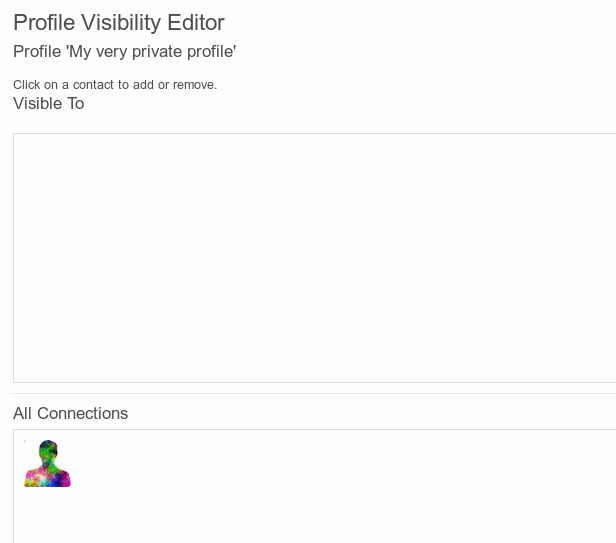 Profile Visibility Editor
Profile 'My very private profile'
Click on a contact to add or remove.
Visible To
All Connections